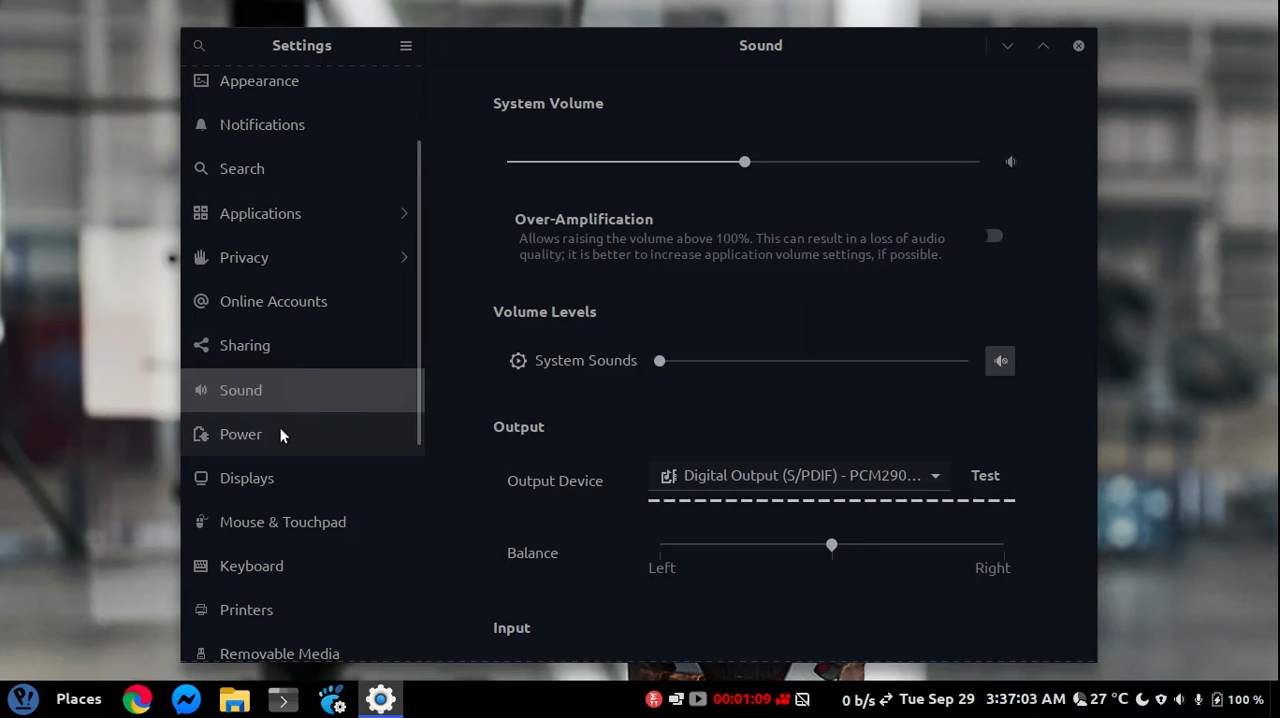 Settings
Sound
Appearance
Notifications
Search
Applications
Privacy
Online Accounts
Sharing
Sound
Power
Displays
Mouse & Touchpad
Keyboard
Printers
Removable Media
System Volume
Over-Amplification
Allows raising the volume above 100%. This can result in a loss of audio
quality; it is better to increase application volume settings, if possible.
Volume Levels
System Sounds
Output
Output Device
Digital Output (S/PDIF) - PCM290...
Test
Balance
Left
Right
Input
Places
00:01:09
0 b/s
Tue Sep 29
3:37:03 AM
27 °C
100 %